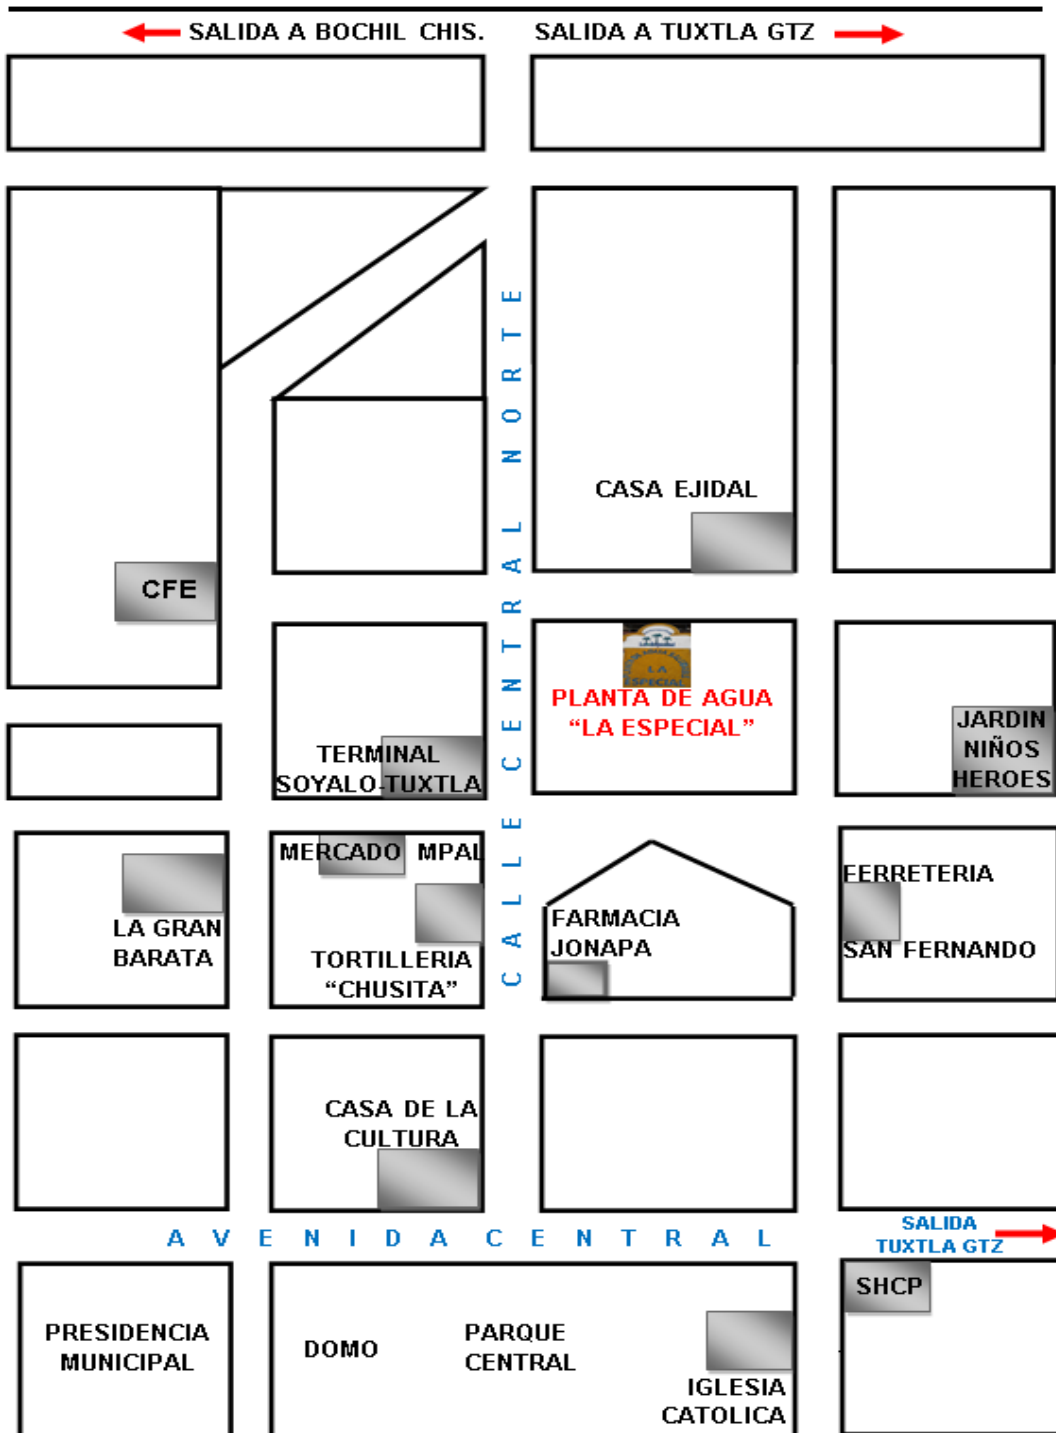 SALIDA A BOCHIL CHIS.
SALIDA A TUXTLA GTZ
CALLE CENTRAL NORTE
CASA EJIDAL
CFE
LA
ESPECIAL
PLANTA DE AGUA
“LA ESPECIAL”
TERMINAL
SOYALO-TUXTLA
JARDIN
NIÑOS
HEROES
MERCADO MPAL
TORTILLERIA
“CHUSITA”
LA GRAN
BARATA
FARMACIA
JONAPA
FERRETERIA
SAN FERNANDO
CASA DE LA
CULTURA
AVENIDA CENTRAL
SALIDA
TUXTLA GTZ
SHCP
PRESIDENCIA
MUNICIPAL
DOMO
PARQUE
CENTRAL
IGLESIA
CATOLICA